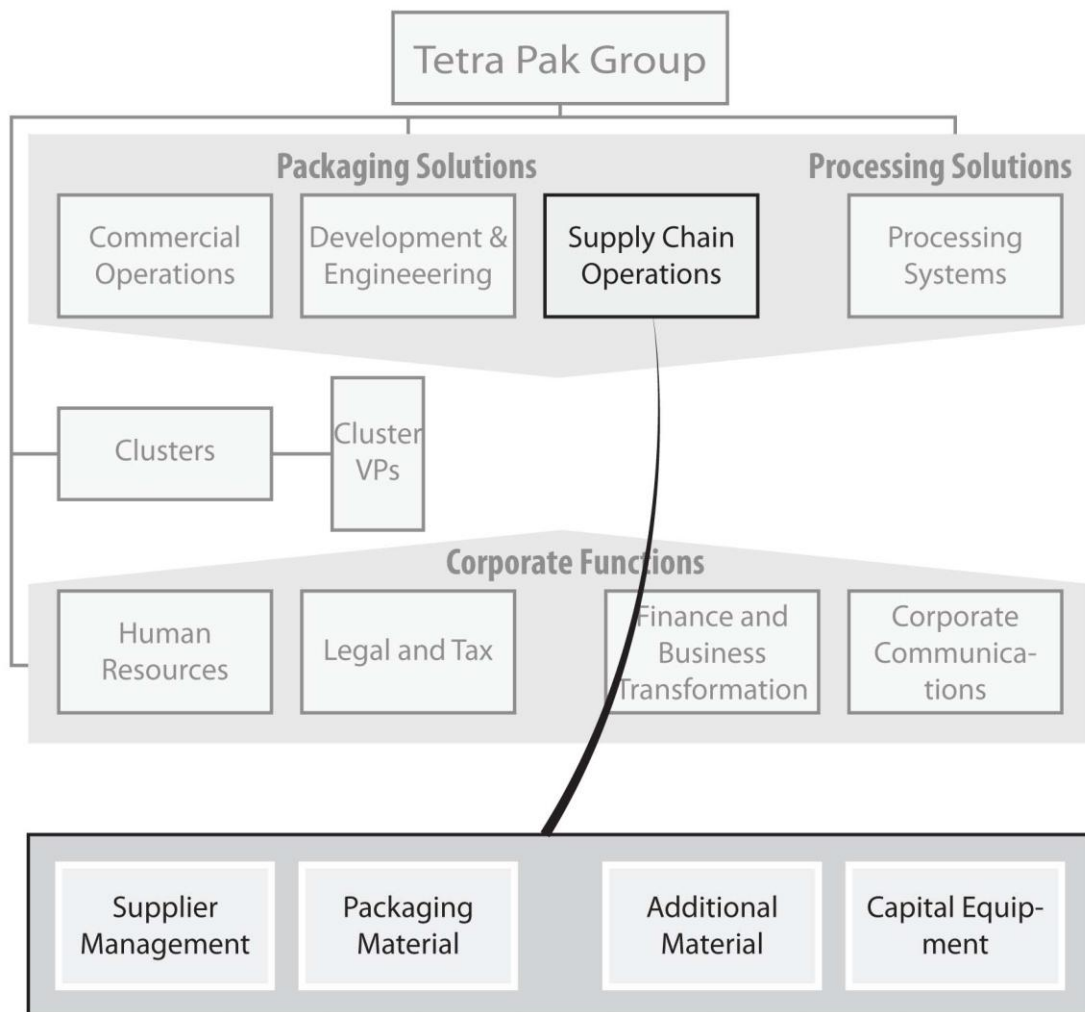 Tetra Pak Group
Packaging Solutions
Processing Solutions
Commercial
Operations
Development &
Engineeering
Supply Chain
Operations
Processing
Systems
Clusters
Cluster
VPs
Corporate Functions
Human
Resources
Legal and Tax
Finance and
Business
Transformation
Corporate
Communica-
tions
Supplier
Management
Packaging
Material
Additional
Material
Capital Equip-
ment